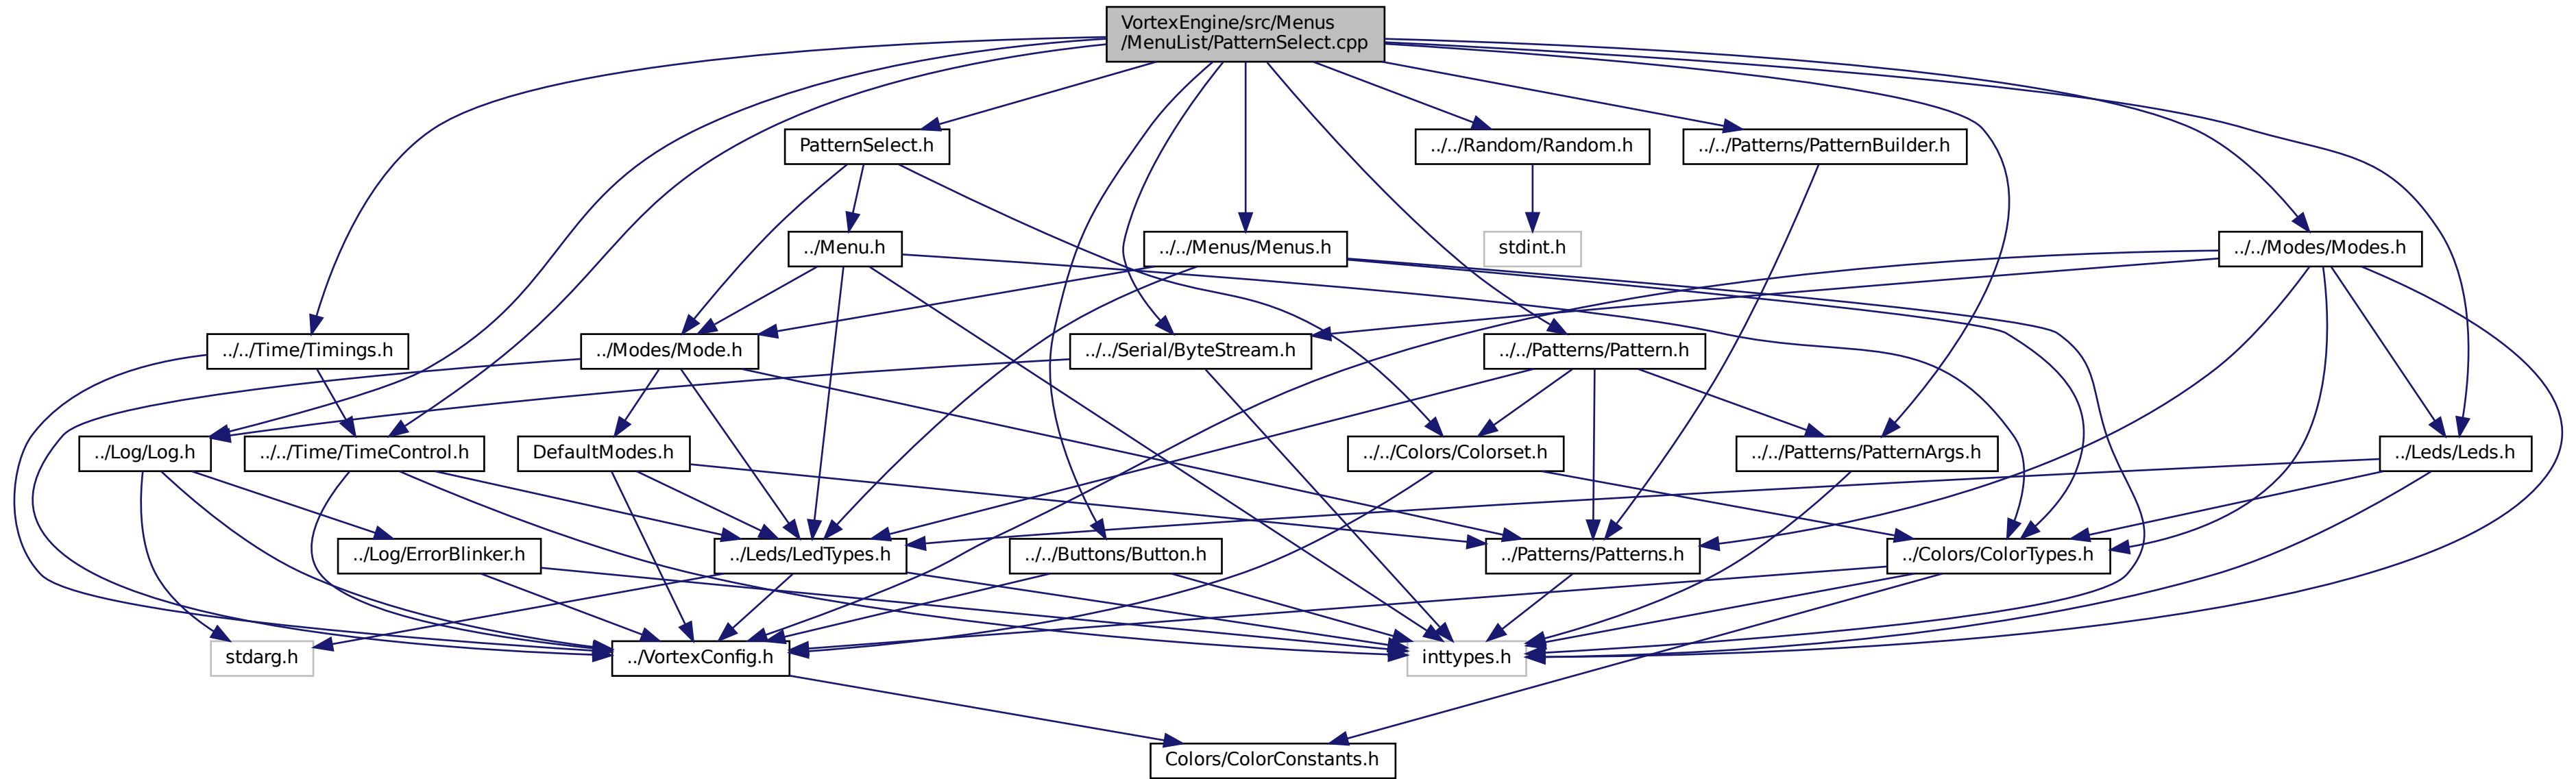 VortexEngine/src/Menus
/MenuList/PatternSelect.cpp
PatternSelect.h
../../Random/Random.h
../../Patterns/PatternBuilder.h
../Menu.h
../../Menus/Menus.h
stdint.h
../../Modes/Modes.h
../../Time/Timings.h
../Modes/Mode.h
../../Serial/ByteStream.h
../../Patterns/Pattern.h
../Log/Log.h
../../Time/TimeControl.h
DefaultModes.h
../../Colors/Colorset.h
../../Patterns/PatternArgs.h
../Leds/Leds.h
../Log/ErrorBlinker.h
../Leds/LedTypes.h
../../Buttons/Button.h
../Patterns/Patterns.h
../Colors/ColorTypes.h
stdarg.h
../VortexConfig.h
inttypes.h
Colors/ColorConstants.h